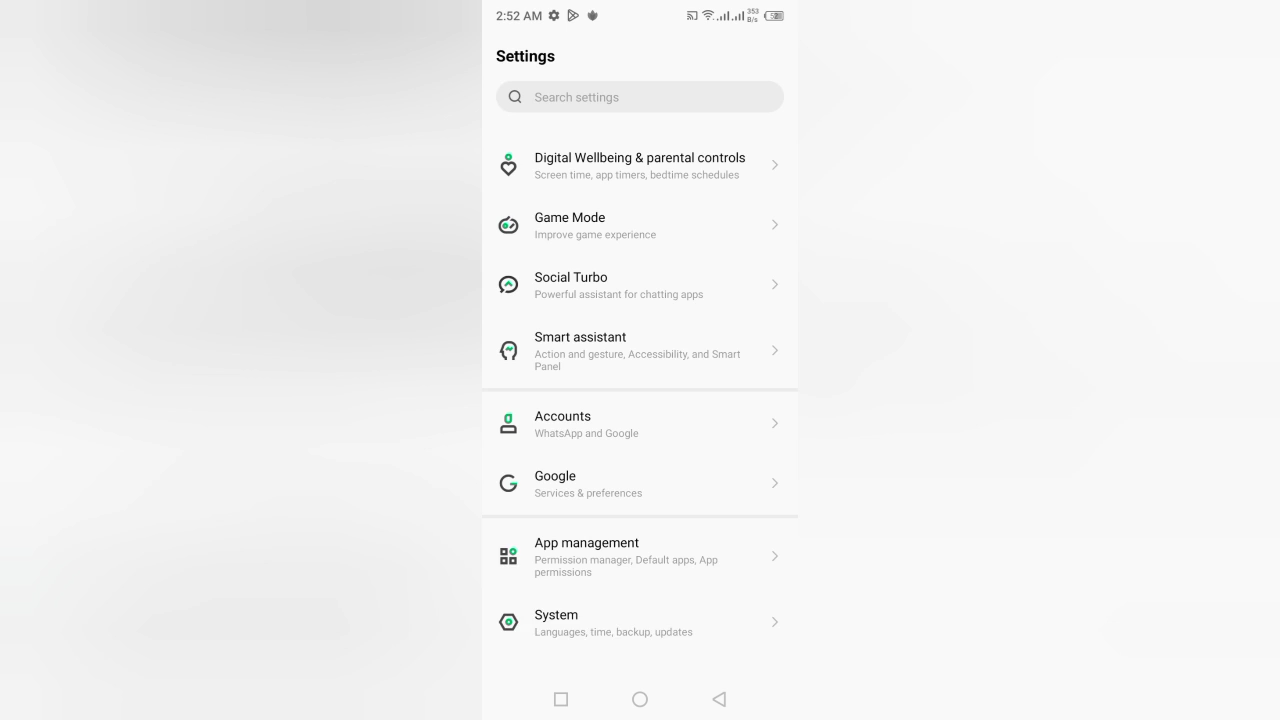 2:52 AM 353 B/s
Settings
Search settings
Digital Wellbeing & parental controls
Screen time, app timers, bedtime schedules
Game Mode
Improve game experience
Social Turbo
Powerful assistant for chatting apps
Smart assistant
Action and gesture, Accessibility, and Smart
Panel
Accounts
WhatsApp and Google
Google
Services & preferences
App management
Permission manager, Default apps, App
permissions
System
Languages, time, backup, updates